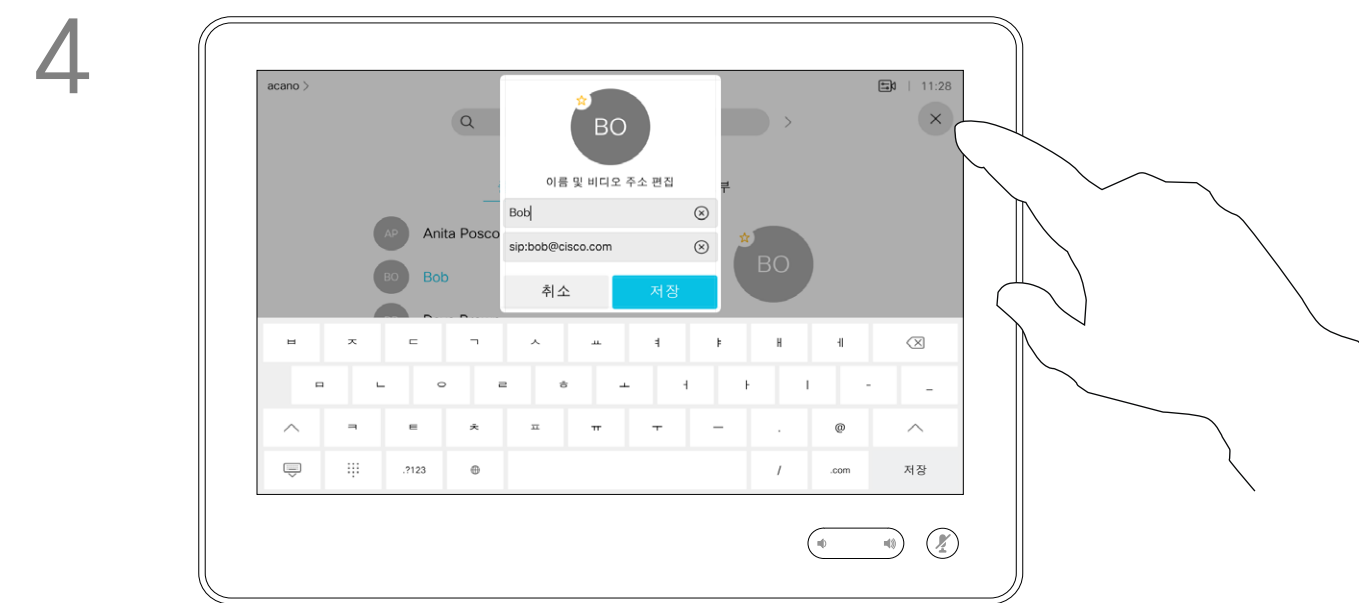 4
acano >
11:28
BO
이름 및 비디오 주소 편집
부
Bob
Anita Posco
sip:bob@cisco.com
BO
AP
BO
Bob
취소
저장
ㅂ ㅈ ㄷ ㄱ ㅅ ㅛ ㅕ ㅑ ㅐ ㅔ
ㅁ ㄴ ㅇ ㄹ ㅎ ㅗ ㅓ ㅏ ㅣ - _
ㅋ ㅌ ㅊ ㅍ ㅠ ㅜ ㅡ . @
.?123 / .com 저장